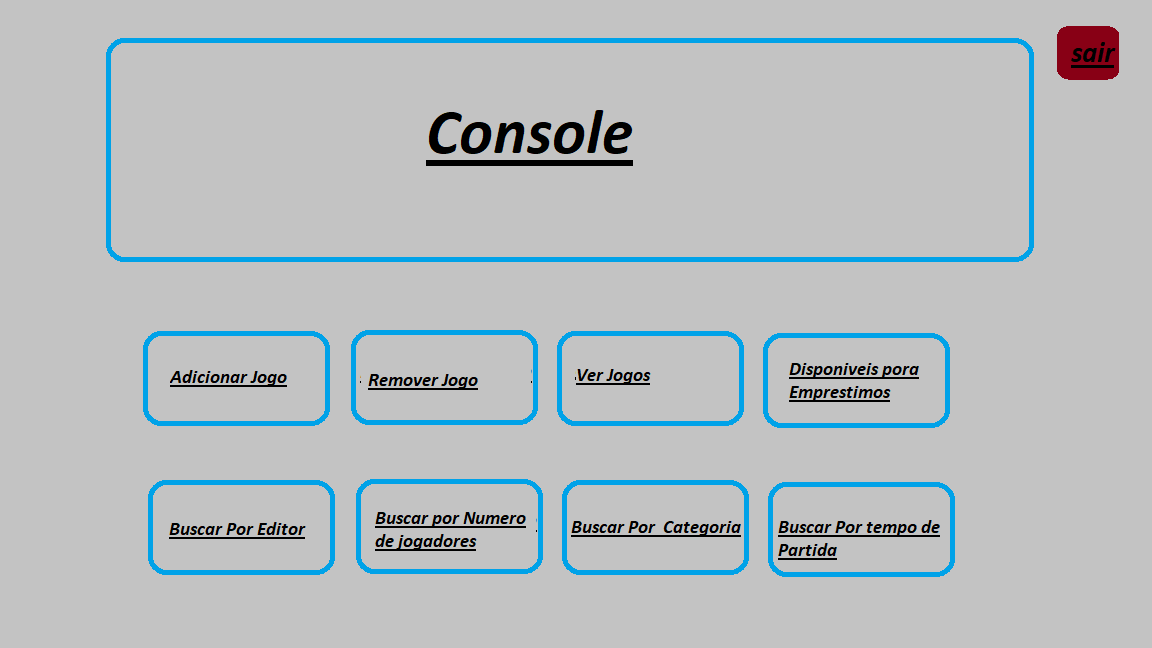 sair
Console
Adicionar Jogo
Remover Jogo
Ver Jogos
Disponiveis pora
Emprestimos
Buscar Por Editor
Buscar por Numero
de jogadores
Buscar Por  Categoria
Buscar Por tempo de
Partida